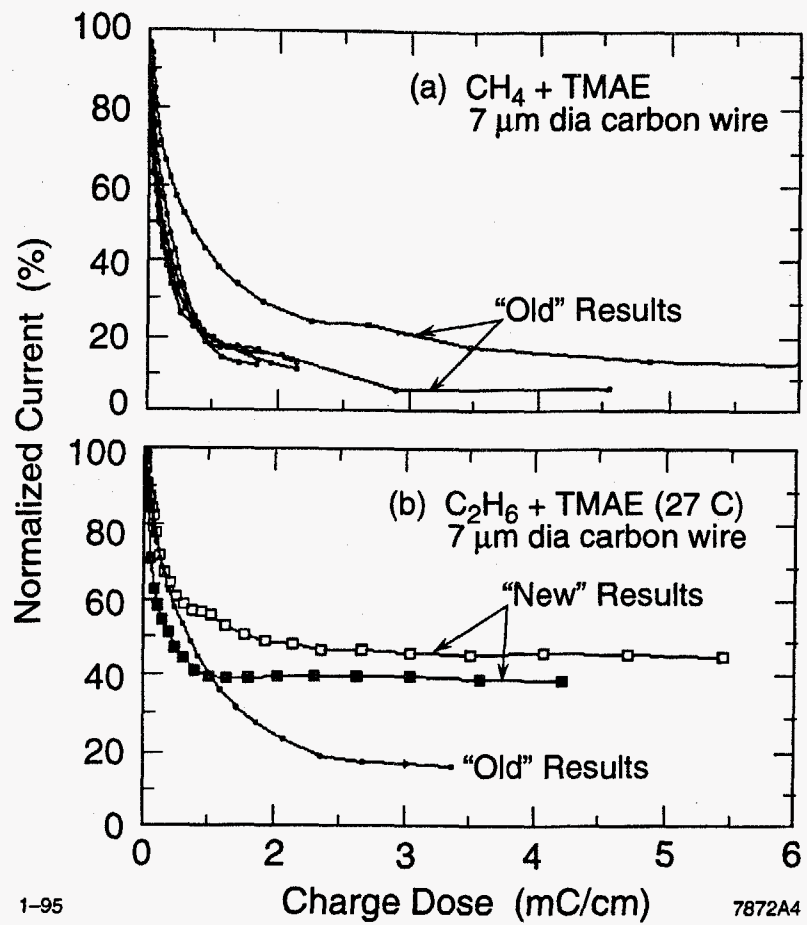 100
80
60
40
20
0
(a) CH₄ + TMAE
7 μm dia carbon wire
"Old" Results
Normalized Current (%)
100
80
60
40
20
0
(b) C₂H₆ + TMAE (27 C)
7 μm dia carbon wire
"New" Results
"Old" Results
0 2 3 4 5 6
Charge Dose (mC/cm)
1–95
7872A4